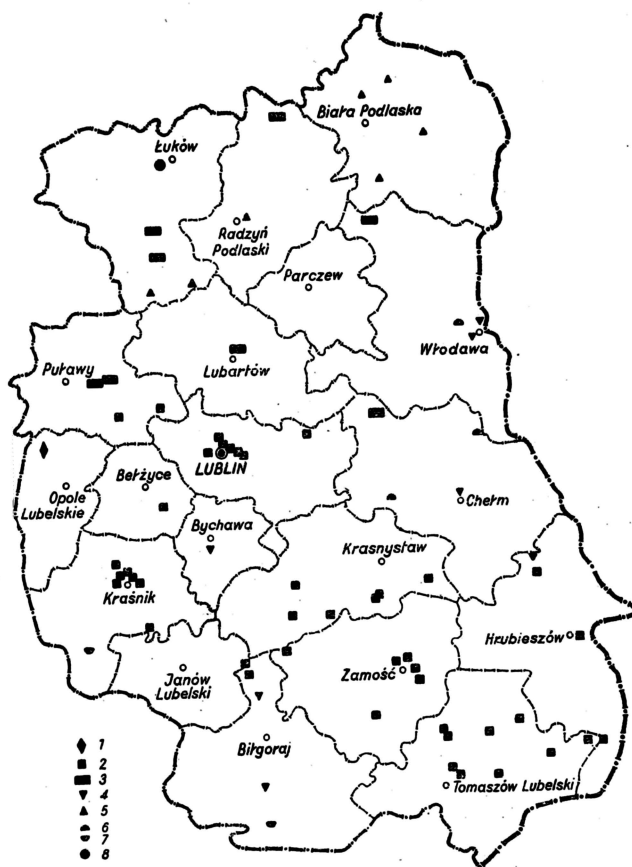 Biała Podlaska
Łuków
Radzyń
Podlaski
Parczew
Włodawa
Puławy
Lubartów
LUBLIN
Bełżyce
Opole
Lubelskie
Chełm
Bychawa
Krasnystaw
Kraśnik
Hrubieszów
Zamość
Janów
Lubelski
Biłgoraj
Tomaszów Lubelski
1
2
3
4
5
6
7
8